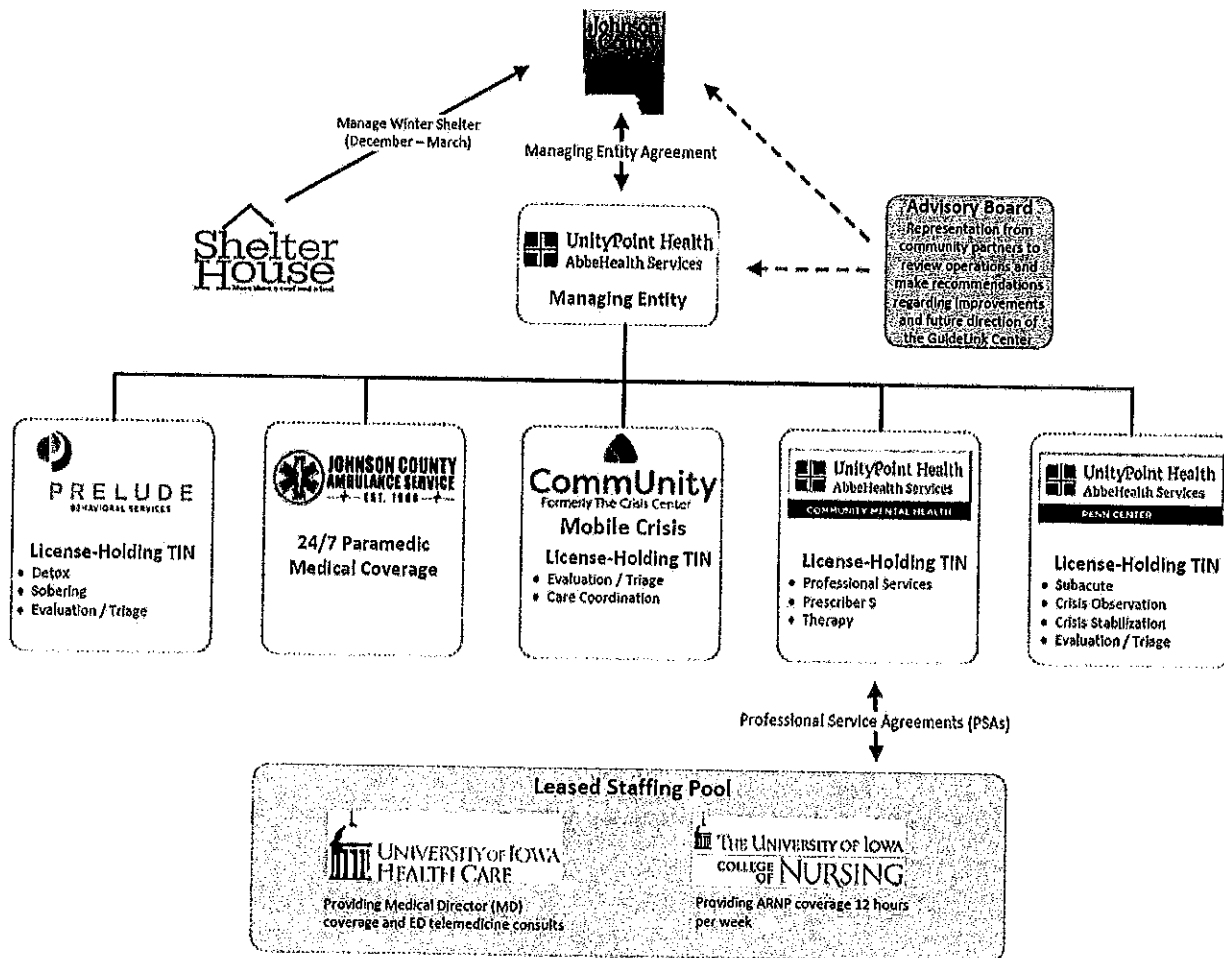 Johnson
County
Manage Winter Shelter
(December – March)
Managing Entity Agreement
Shelter
House
UnityPoint Health
AbbeHealth Services
Managing Entity
Advisory Board
Representation from
community partners to
review operations and
make recommendations
regarding improvements
and future direction of
the GuideLink Center
PRELUDE
BEHAVIORAL SERVICES
License-Holding TIN
• Detox
• Sobering
• Evaluation / Triage
JOHNSON COUNTY
AMBULANCE SERVICE
EST.
24/7 Paramedic
Medical Coverage
CommUnity
Formerly The Crisis Center
Mobile Crisis
License-Holding TIN
• Evaluation / Triage
• Care Coordination
UnityPoint Health
AbbeHealth Services
COMMUNITY MENTAL HEALTH
License-Holding TIN
• Professional Services
• Prescriber $
• Therapy
UnityPoint Health
AbbeHealth Services
PENN CENTER
License-Holding TIN
• Subacute
• Crisis Observation
• Crisis Stabilization
• Evaluation / Triage
Professional Service Agreements (PSAs)
Leased Staffing Pool
UNIVERSITY OF IOWA
HEALTH CARE
Providing Medical Director (MD)
coverage and ED telemedicine consults
THE UNIVERSITY OF IOWA
COLLEGE OF NURSING
Providing ARNP coverage 12 hours
per week